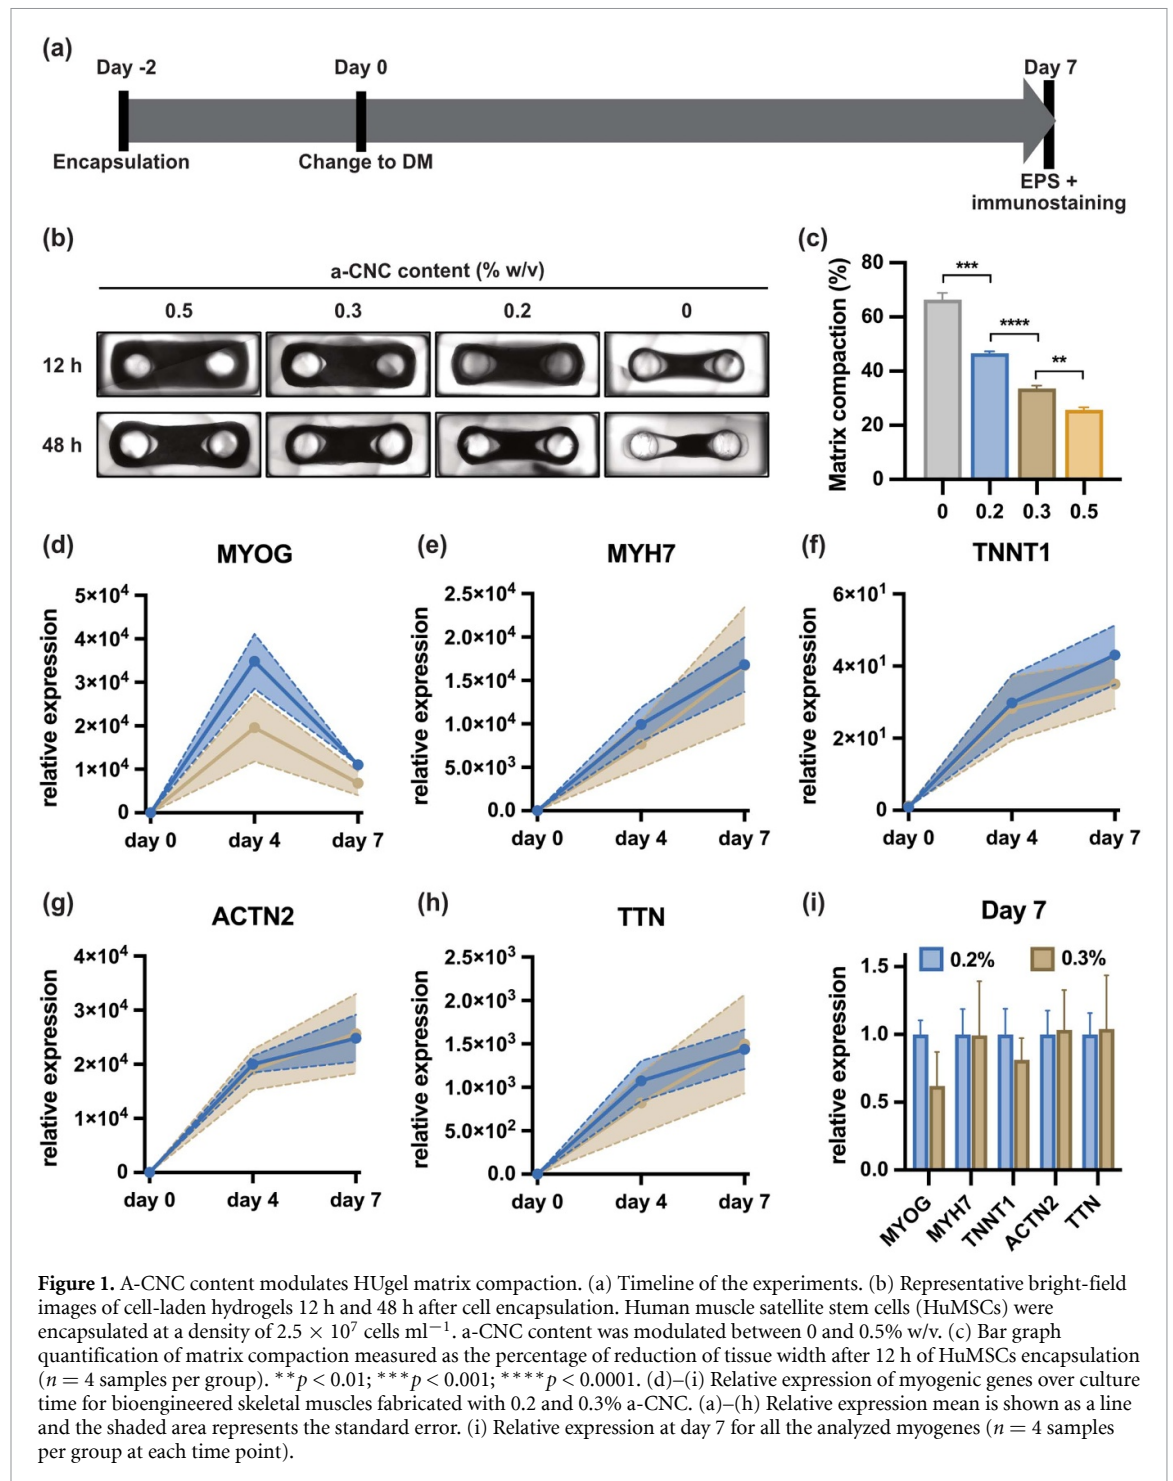 (a)
Day -2
Day 0
Day 7
Encapsulation
Change to DM
EPS +
immunostaining
(b)
a-CNC content (% w/v)
0.5
0.3
0.2
0
12 h
48 h
(c)
Matrix compaction (%)
80
60
40
20
0
***
****
**
0
0.2
0.3
0.5
(d)
MYOG
relative expression
5×10⁴
4×10⁴
3×10⁴
2×10⁴
1×10⁴
0
day 0
day 4
day 7
(e)
MYH7
relative expression
2.5×10⁴
2.0×10⁴
1.5×10⁴
1.0×10⁴
5.0×10³
0.0
day 0
day 4
day 7
(f)
TNNT1
relative expression
6×10¹
4×10¹
2×10¹
0
day 0
day 4
day 7
(g)
ACTN2
relative expression
4×10⁴
3×10⁴
2×10⁴
1×10⁴
0
day 0
day 4
day 7
(h)
TTN
relative expression
2.5×10³
2.0×10³
1.5×10³
1.0×10³
5.0×10²
0.0
day 0
day 4
day 7
(i)
Day 7
0.2%
0.3%
relative expression
1.5
1.0
0.5
0.0
MYOG
MYH7
TNNT1
ACTN2
TTN
Figure 1. A-CNC content modulates HUgel matrix compaction. (a) Timeline of the experiments. (b) Representative bright-field
images of cell-laden hydrogels 12 h and 48 h after cell encapsulation. Human muscle satellite stem cells (HuMSCs) were
encapsulated at a density of 2.5 × 10⁷ cells ml⁻¹. a-CNC content was modulated between 0 and 0.5% w/v. (c) Bar graph
quantification of matrix compaction measured as the percentage of reduction of tissue width after 12 h of HuMSCs encapsulation
(n = 4 samples per group). **p < 0.01; ***p < 0.001; ****p < 0.0001. (d)–(i) Relative expression of myogenic genes over culture
time for bioengineered skeletal muscles fabricated with 0.2 and 0.3% a-CNC. (a)–(h) Relative expression mean is shown as a line
and the shaded area represents the standard error. (i) Relative expression at day 7 for all the analyzed myogenes (n = 4 samples
per group at each time point).